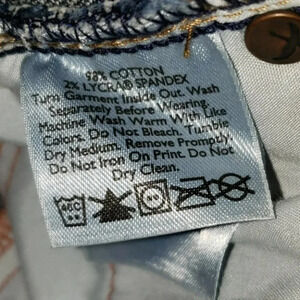 98% COTTON
2% LYCRA® SPANDEX
Turn Garment Inside Out. Wash
Separately Before Wearing.
Machine Wash Warm With Like
Colors. Do Not Bleach. Tumble
Dry Medium. Remove Promptly.
Do Not Iron On Print. Do Not
Dry Clean.